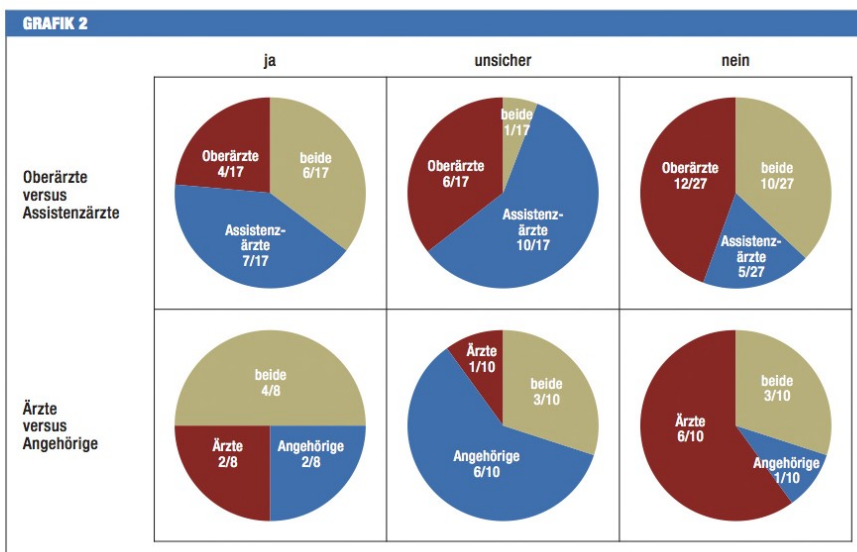 GRAFIK 2
ja
unsicher
nein
Oberärzte
versus
Assistenzärzte
Oberärzte
4/17
beide
6/17
Assistenz-
ärzte
7/17
beide
1/17
Oberärzte
6/17
Assistenz-
ärzte
10/17
Oberärzte
12/27
beide
10/27
Assistenz-
ärzte
5/27
Ärzte
versus
Angehörige
beide
4/8
Ärzte
2/8
Angehörige
2/8
Ärzte
1/10
beide
3/10
Angehörige
6/10
beide
3/10
Ärzte
6/10
Angehörige
1/10